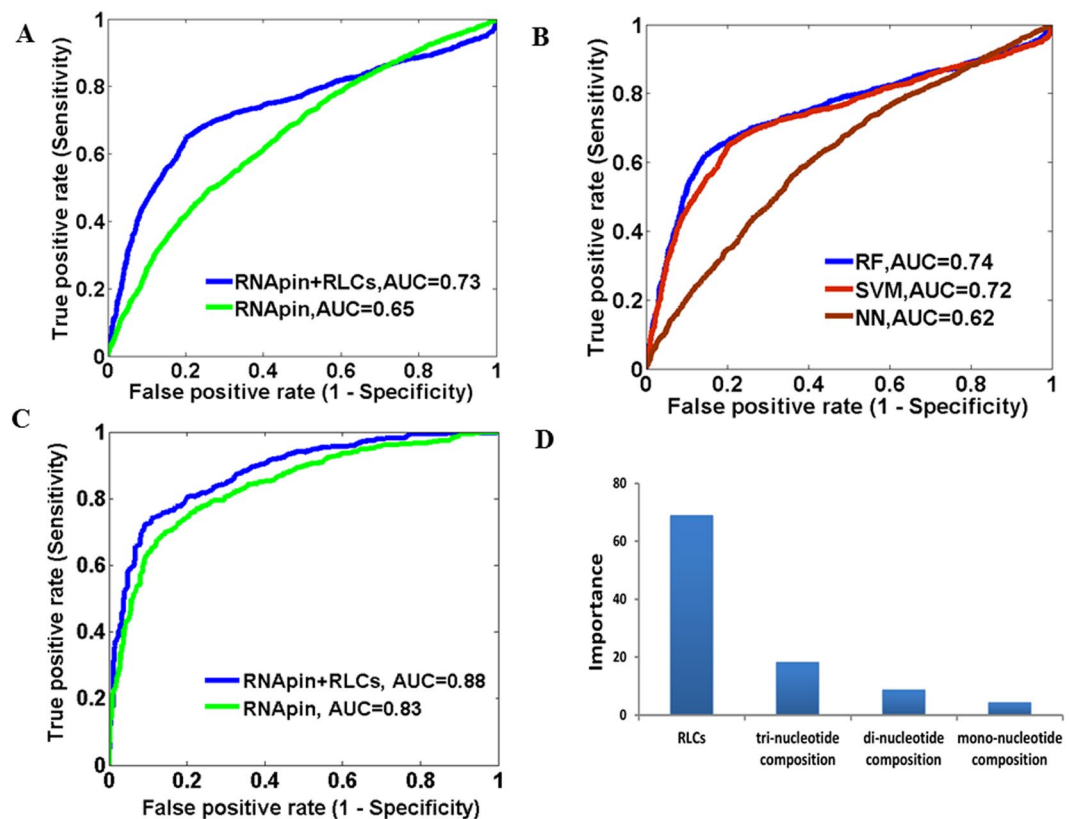 A
True positive rate (Sensitivity)
1
0.8
0.6
0.4
0.2
0
RNApin+RLCs,AUC=0.73
RNApin,AUC=0.65
0 0.2 0.4 0.6 0.8 1
False positive rate (1 - Specificity)
B
True positive rate (Sensitivity)
1
0.8
0.6
0.4
0.2
0
RF,AUC=0.74
SVM,AUC=0.72
NN,AUC=0.62
0 0.2 0.4 0.6 0.8 1
False positive rate (1 - Specificity)
C
True positive rate (Sensitivity)
1
0.8
0.6
0.4
0.2
0
RNApin+RLCs, AUC=0.88
RNApin, AUC=0.83
0 0.2 0.4 0.6 0.8 1
False positive rate (1 - Specificity)
D
Importance
80
60
40
20
0
RLCs
tri-nucleotide
composition
di-nucleotide
composition
mono-nucleotide
composition